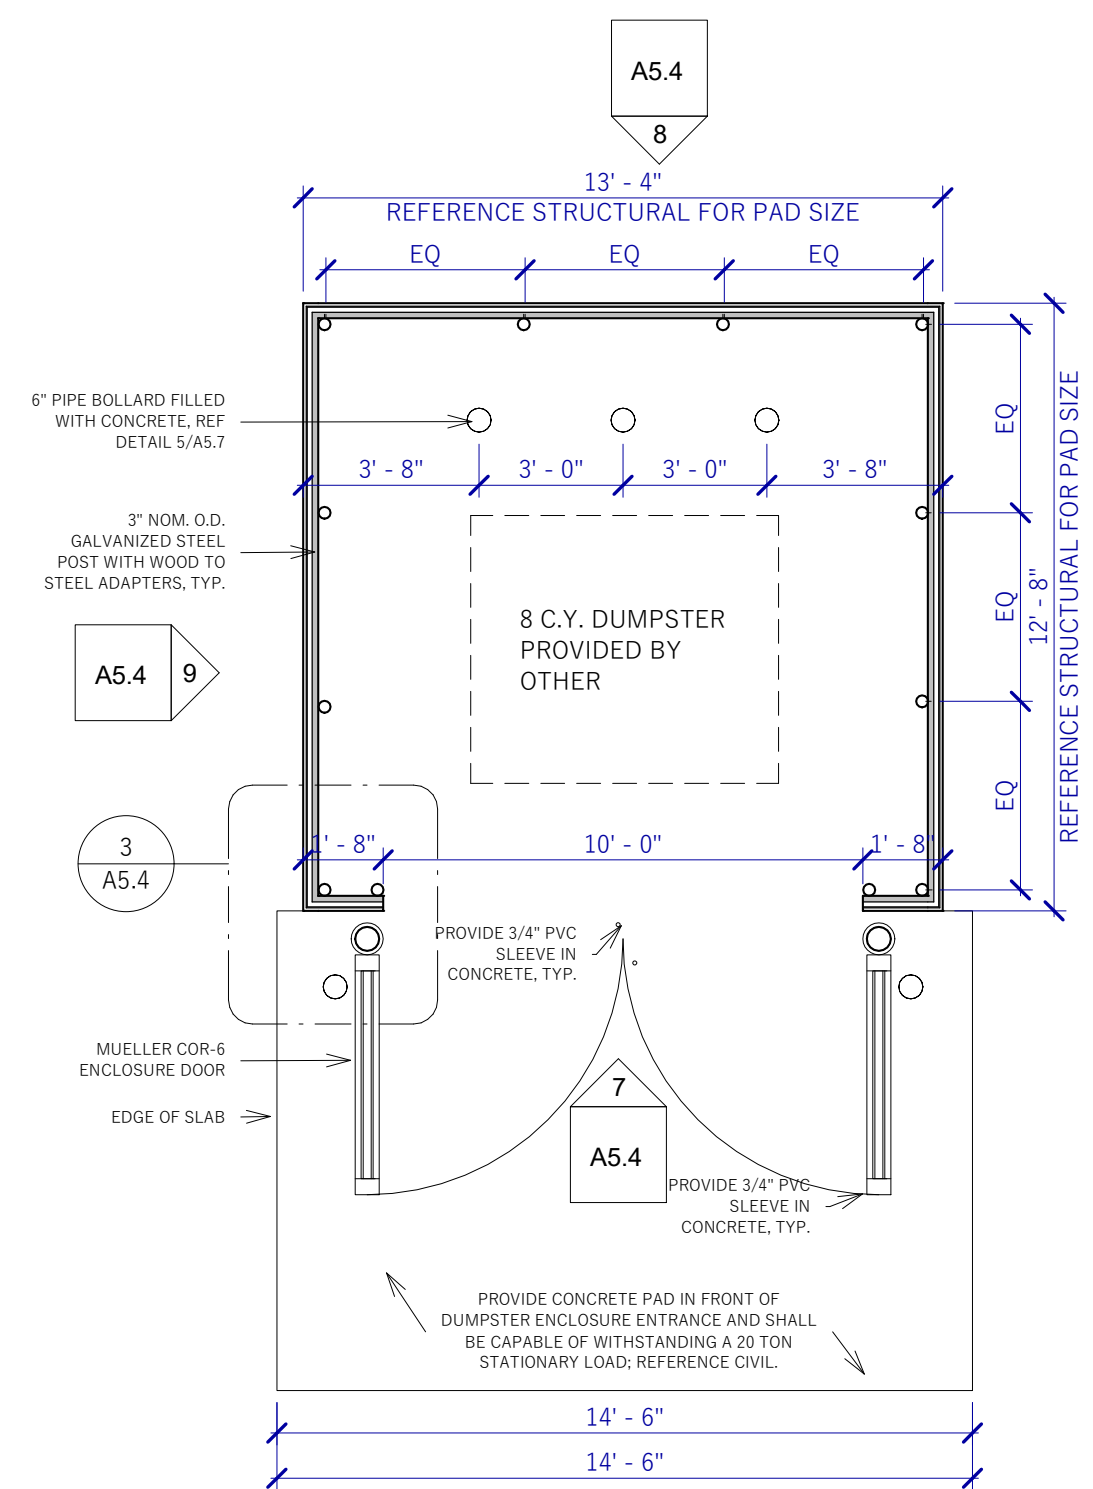 A5.4
8
13' - 4"
REFERENCE STRUCTURAL FOR PAD SIZE
EQ
EQ
EQ
6" PIPE BOLLARD FILLED
WITH CONCRETE, REF
DETAIL 5/A5.7
3' - 8"
3' - 0"
3' - 0"
3' - 8"
EQ
EQ
EQ
12' - 8"
REFERENCE STRUCTURAL FOR PAD SIZE
3" NOM. O.D.
GALVANIZED STEEL
POST WITH WOOD TO
STEEL ADAPTERS, TYP.
8 C.Y. DUMPSTER
PROVIDED BY
OTHER
A5.4
9
3
A5.4
1' - 8"
10' - 0"
1' - 8"
PROVIDE 3/4" PVC
SLEEVE IN
CONCRETE, TYP.
MUELLER COR-6
ENCLOSURE DOOR
EDGE OF SLAB
7
A5.4
PROVIDE 3/4" PVC
SLEEVE IN
CONCRETE, TYP.
PROVIDE CONCRETE PAD IN FRONT OF
DUMPSTER ENCLOSURE ENTRANCE AND SHALL
BE CAPABLE OF WITHSTANDING A 20 TON
STATIONARY LOAD; REFERENCE CIVIL.
14' - 6"
14' - 6"